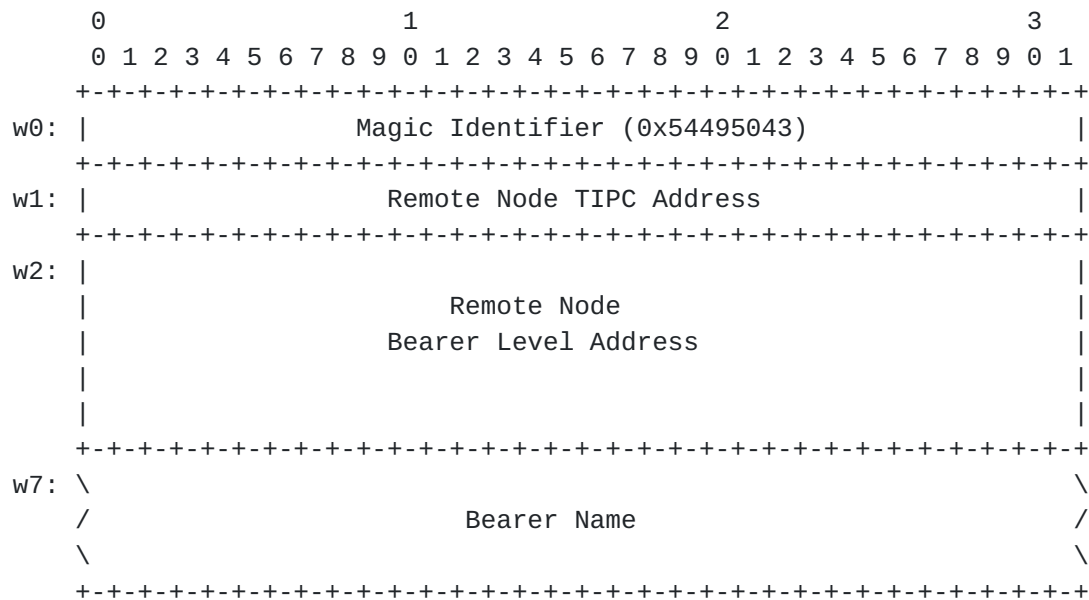 0                   1                   2                   3
     0 1 2 3 4 5 6 7 8 9 0 1 2 3 4 5 6 7 8 9 0 1 2 3 4 5 6 7 8 9 0 1
    +-+-+-+-+-+-+-+-+-+-+-+-+-+-+-+-+-+-+-+-+-+-+-+-+-+-+-+-+-+-+-+-+
w0: |                 Magic Identifier (0x54495043)                 |
    +-+-+-+-+-+-+-+-+-+-+-+-+-+-+-+-+-+-+-+-+-+-+-+-+-+-+-+-+-+-+-+-+
w1: |                   Remote Node TIPC Address                    |
    +-+-+-+-+-+-+-+-+-+-+-+-+-+-+-+-+-+-+-+-+-+-+-+-+-+-+-+-+-+-+-+-+
w2: |                                                               |
    |                       Remote Node                             |
    |                   Bearer Level Address                        |
    |                                                               |
    |                                                               |
    +-+-+-+-+-+-+-+-+-+-+-+-+-+-+-+-+-+-+-+-+-+-+-+-+-+-+-+-+-+-+-+-+
w7: \                                                               \
    /                        Bearer Name                            /
    \                                                               \
    +-+-+-+-+-+-+-+-+-+-+-+-+-+-+-+-+-+-+-+-+-+-+-+-+-+-+-+-+-+-+-+-+